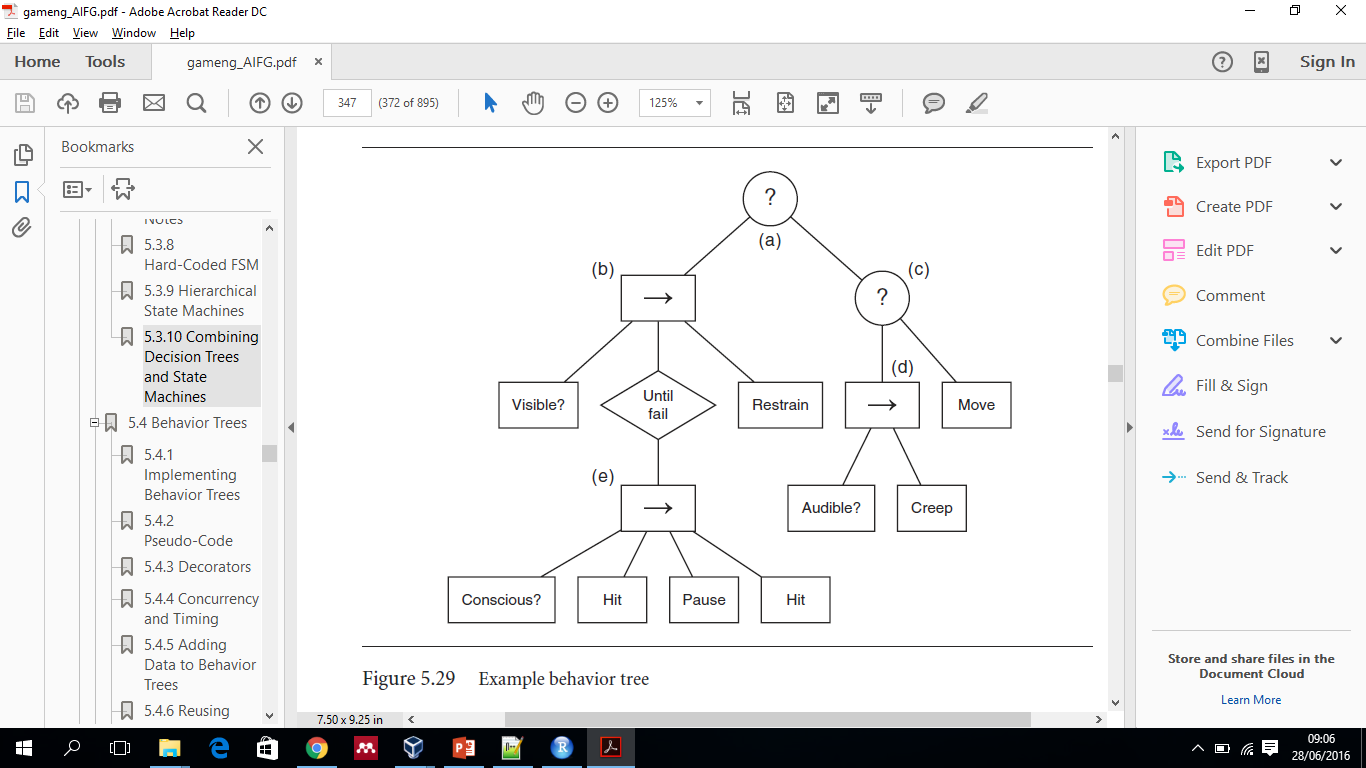 gameng_AIFG.pdf - Adobe Acrobat Reader DC
File Edit View Window Help
Home Tools gameng_AIFG.pdf × Sign In
347 (372 of 895) 125%
Bookmarks
Notes
5.3.8
Hard-Coded FSM
5.3.9 Hierarchical
State Machines
5.3.10 Combining
Decision Trees
and State
Machines
5.4 Behavior Trees
5.4.1
Implementing
Behavior Trees
5.4.2
Pseudo-Code
5.4.3 Decorators
5.4.4 Concurrency
and Timing
5.4.5 Adding
Data to Behavior
Trees
5.4.6 Reusing
?
(a)
(b) → ? (c)
(d)
Visible? Until
fail Restrain → Move
(e) → Audible? Creep
Conscious? Hit Pause Hit
Figure 5.29 Example behavior tree
7.50 x 9.25 in
Export PDF
Create PDF
Edit PDF
Comment
Combine Files
Fill & Sign
Send for Signature
Send & Track
Store and share files in the
Document Cloud
Learn More
09:06
28/06/2016